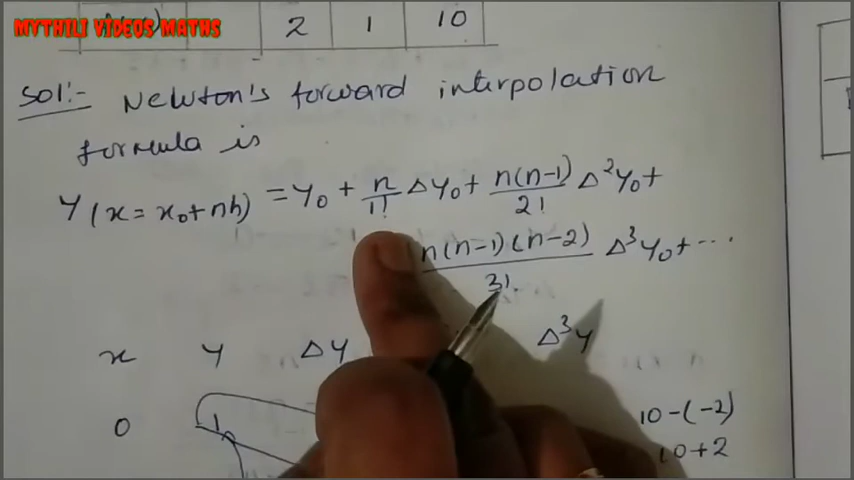 MYTHILI VIDEOS MATHS
2 1 10
Sol:- Newton's forward interpolation
formula is
y(x = x₀+nh) = y₀ + n/1! Δy₀ + n(n-1)/2! Δ²y₀ +
n(n-1)(n-2)/3! Δ³y₀ + ...
x y Δy Δ³y
0 1 10-(-2)
10+2